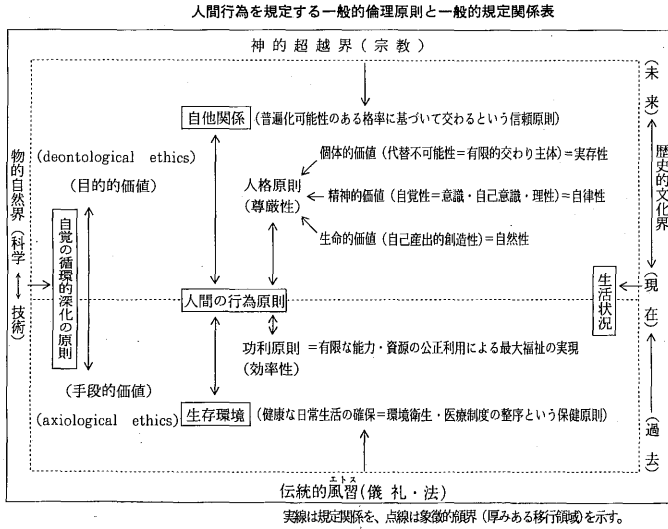 人間行為を規定する一般的倫理原則と一般的規定関係表
神的超越界（宗教）
自他関係 (普遍化可能性のある格率に基づいて交わるという信頼原則)
(deontological ethics)
(目的的価値)
個体的価値（代替不可能性＝有限的交わり主体）＝実存性
人格原則
(尊厳性)
精神的価値（自覚性＝意識・自己意識・理性）＝自律性
生命的価値（自己産出的創造性）＝自然性
物的自然界（科学
技術）
自覚の循環的深化の原則
人間の行為原則
生活状況
（未来）
（現在）
（過去）
歴史的文化界
功利原則 ＝有限な能力・資源の公正利用による最大福祉の実現
(効率性)
(手段的価値)
(axiological ethics)
生存環境 (健康な日常生活の確保＝環境衛生・医療制度の整序という保健原則)
エトス
伝統的風習(儀礼・法)
実線は規定関係を、点線は象徴的領界（厚みある移行領域）を示す。